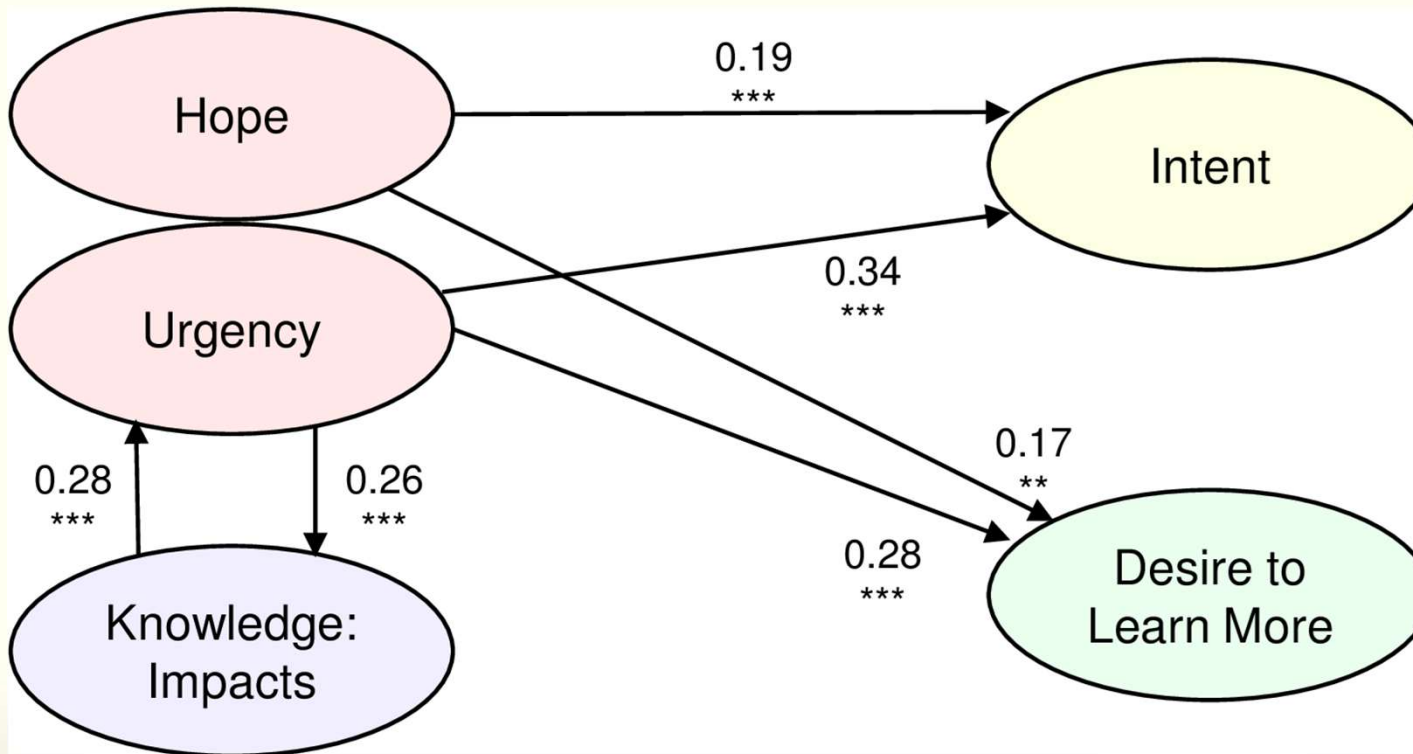 Hope
0.19
***
Intent
Urgency
0.34
***
0.28
***
0.26
***
0.17
**
0.28
***
Knowledge:
Impacts
Desire to
Learn More